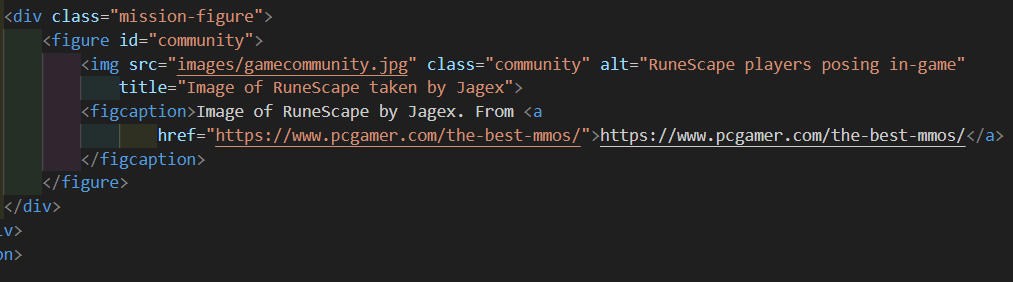 <div class="mission-figure">
<figure id="community">
<img src="images/gamecommunity.jpg" class="community" alt="RuneScape players posing in-game"
title="Image of RuneScape taken by Jagex">
<figcaption>Image of RuneScape by Jagex. From <a
href="https://www.pcgamer.com/the-best-mmos/">https://www.pcgamer.com/the-best-mmos/</a>
</figcaption>
</figure>
</div>
iv>
on>